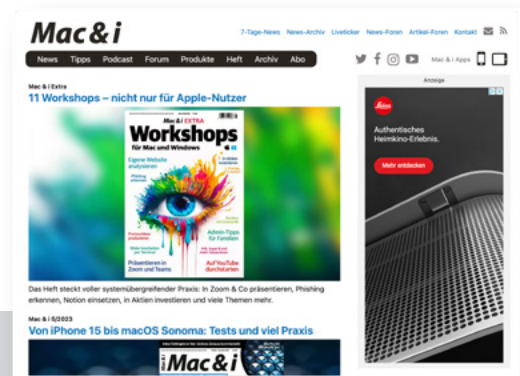 Mac & i
7-Tage-News News-Archiv Liveticker News-Foren Artikel-Foren Kontakt
News Tipps Podcast Forum Produkte Heft Archiv Abo
Mac & i Apps
Mac & i Extra
11 Workshops – nicht nur für Apple-Nutzer
Mac & i EXTRA
Workshops
für Mac und Windows
Eigene Website
analysieren
Phishing
erkennen
Admin-Tipps
für Familien
Präsentieren in
Zoom und Teams
Auf YouTube
durchstarten
Das Heft steckt voller systemübergreifender Praxis: In Zoom & Co präsentieren, Phishing
erkennen, Notion einsetzen, in Aktien investieren und viele Themen mehr.
Mac & i 5/2023
Von iPhone 15 bis macOS Sonoma: Tests und viel Praxis
Mac & i
Anzeige
Leica
Authentisches
Heimkino-Erlebnis.
Mehr entdecken